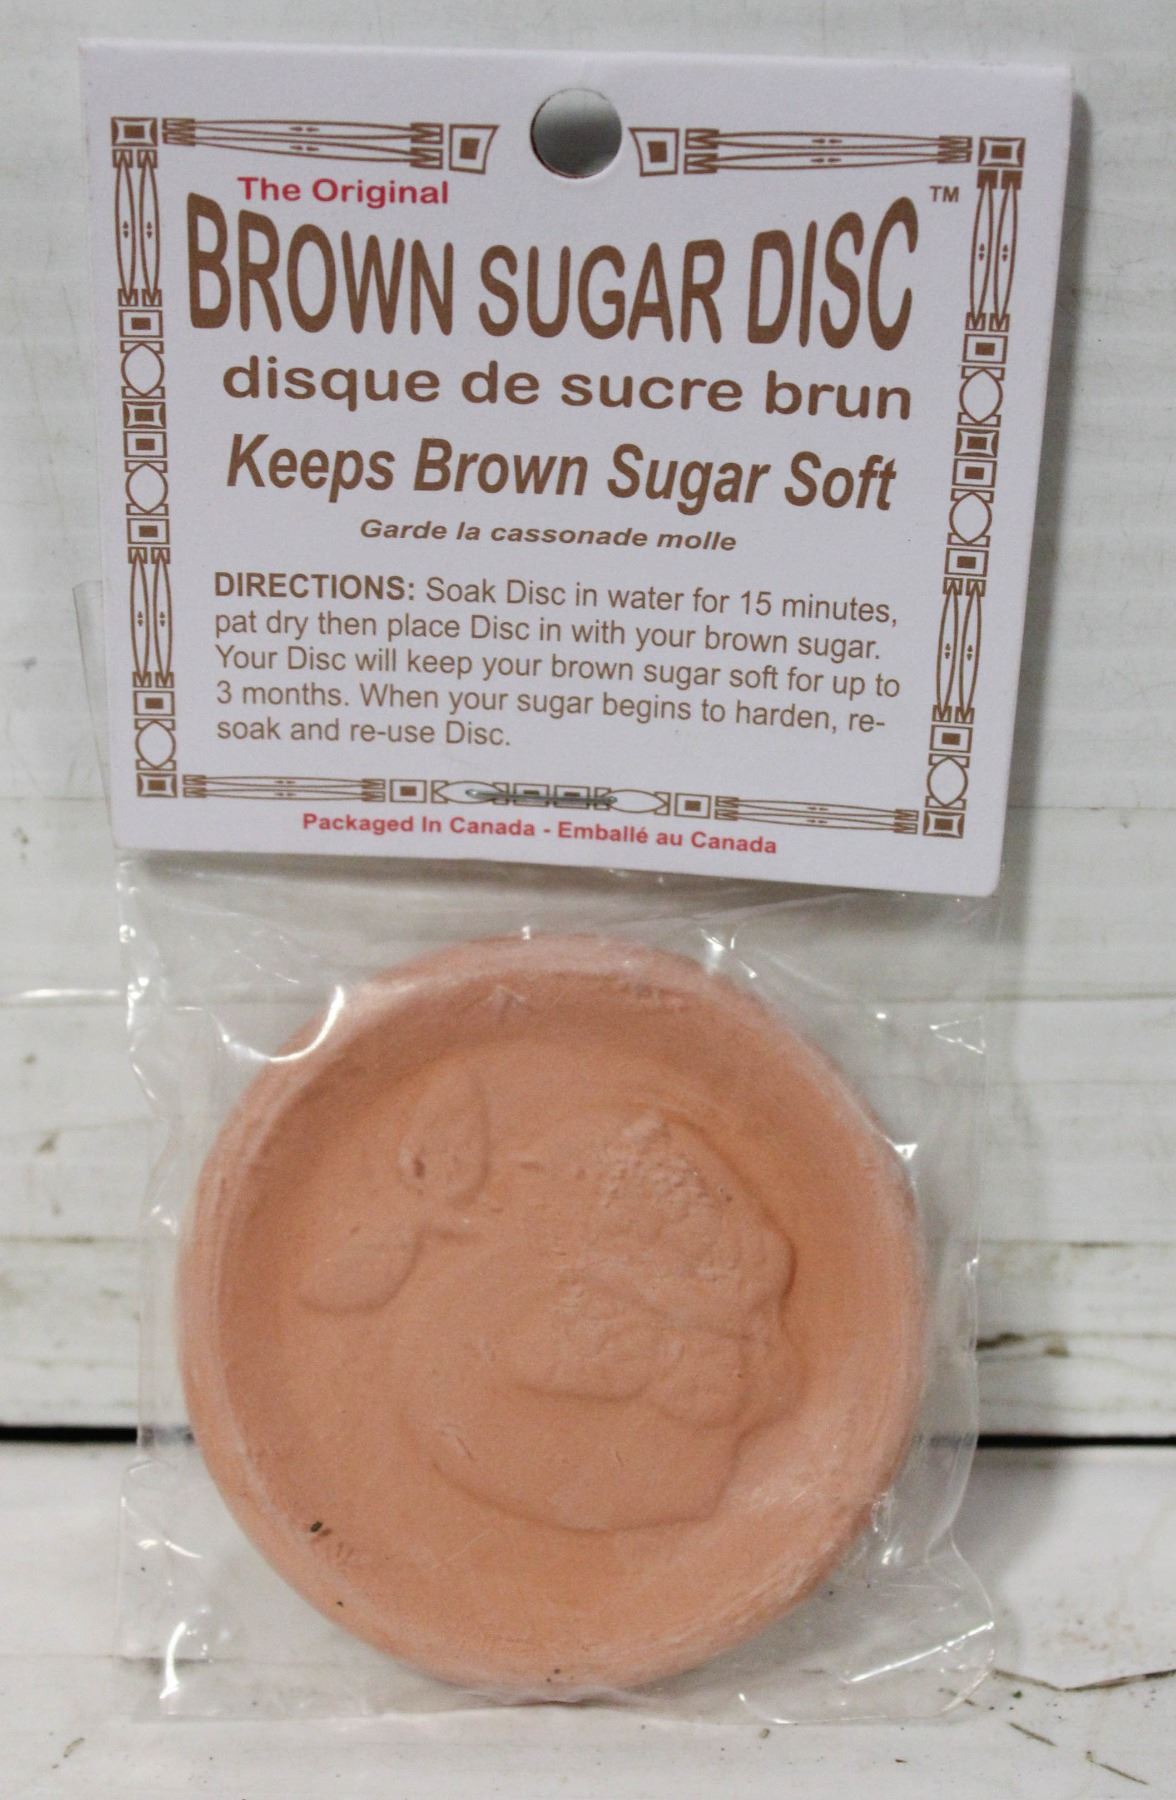 The Original
BROWN SUGAR DISC™
disque de sucre brun
Keeps Brown Sugar Soft
Garde la cassonade molle
DIRECTIONS: Soak Disc in water for 15 minutes,
pat dry then place Disc in with your brown sugar.
Your Disc will keep your brown sugar soft for up to
3 months. When your sugar begins to harden, re-
soak and re-use Disc.
Packaged In Canada - Emballé au Canada